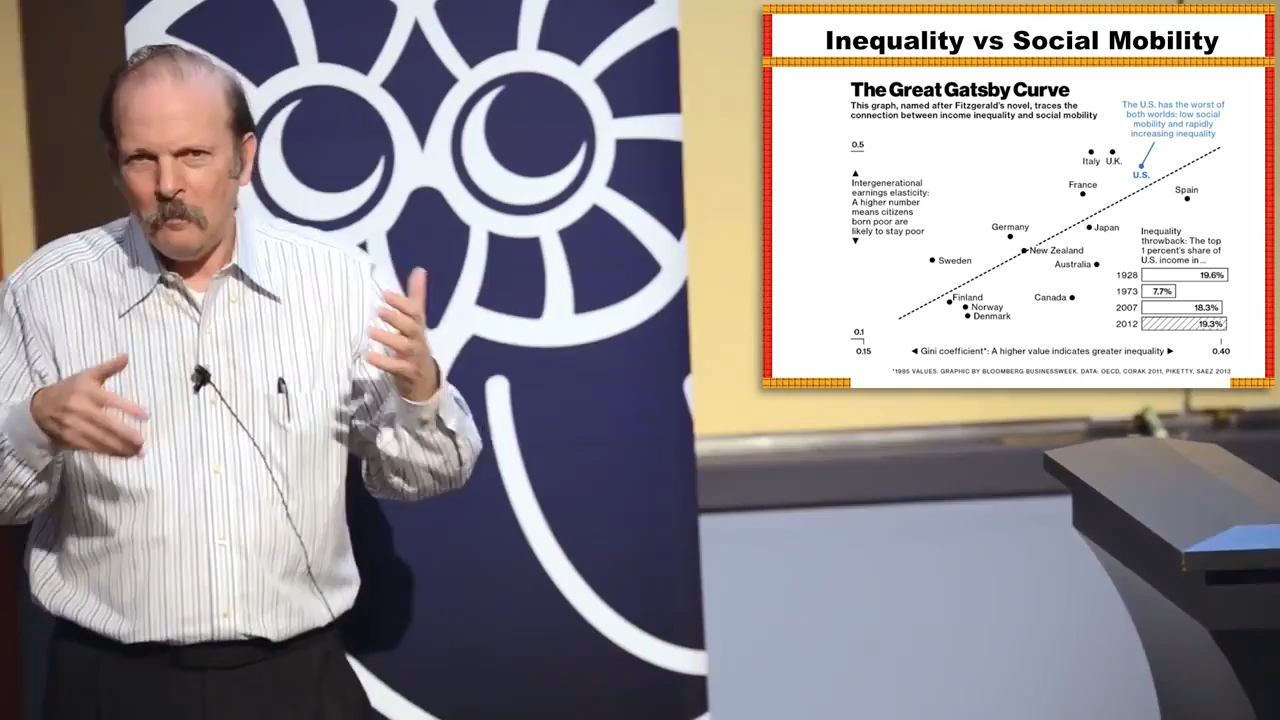 Inequality vs Social Mobility
The Great Gatsby Curve
This graph, named after Fitzgerald's novel, traces the
connection between income inequality and social mobility
The U.S. has the worst of
both worlds: low social
mobility and rapidly
increasing inequality
0.5
Italy U.K.
U.S.
Intergenerational
earnings elasticity:
A higher number
means citizens
born poor are
likely to stay poor
France
Spain
Germany
Japan
New Zealand
Sweden
Australia
Finland
Canada
Norway
Denmark
Inequality
throwback: The top
1 percent's share of
U.S. income in...
1928 19.6%
1973 7.7%
2007 18.3%
2012 19.3%
0.1
0.15
◀ Gini coefficient*: A higher value indicates greater inequality ▶
0.40
*1985 VALUES. GRAPHIC BY BLOOMBERG BUSINESSWEEK. DATA: OECD, CORAK 2011, PIKETTY, SAEZ 2013